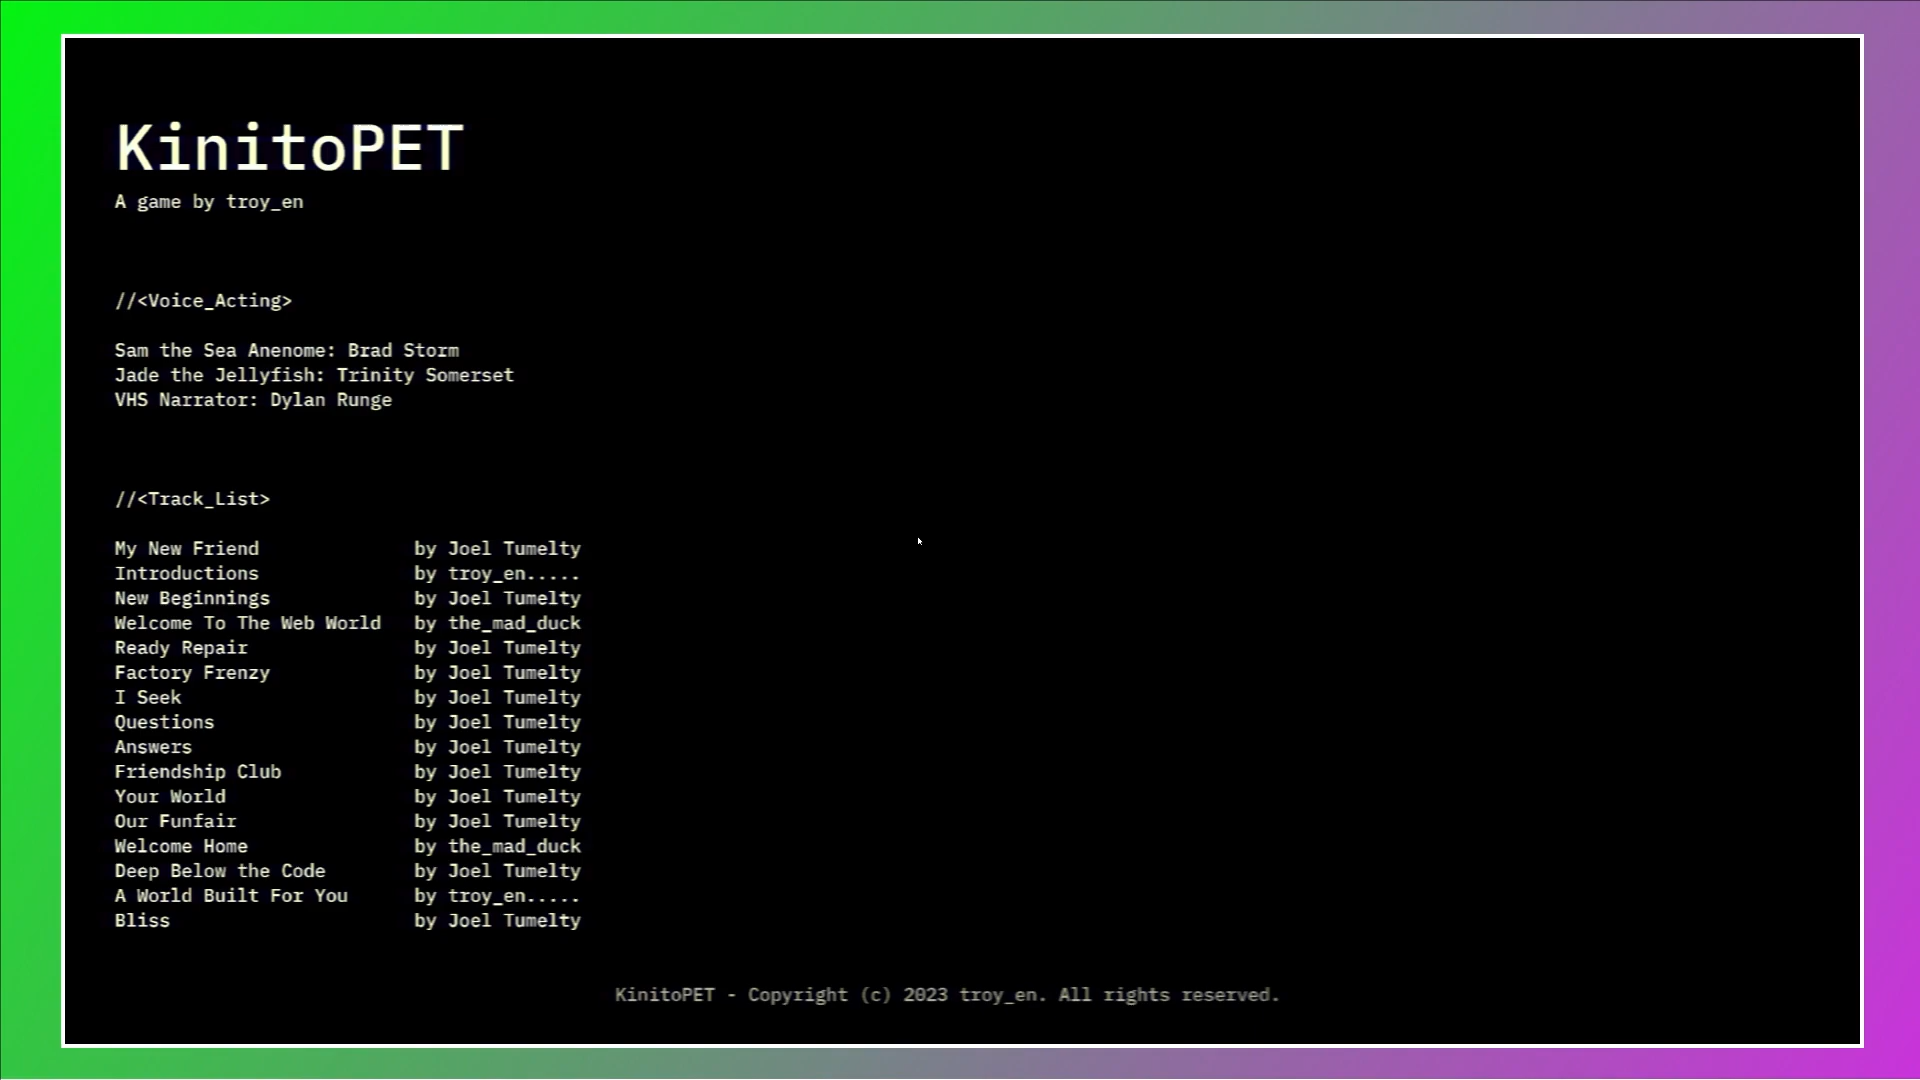 KinitoPET
A game by troy_en
//<Voice_Acting>
Sam the Sea Anenome: Brad Storm
Jade the Jellyfish: Trinity Somerset
VHS Narrator: Dylan Runge
//<Track_List>
My New Friend by Joel Tumelty
Introductions by troy_en.....
New Beginnings by Joel Tumelty
Welcome To The Web World by the_mad_duck
Ready Repair by Joel Tumelty
Factory Frenzy by Joel Tumelty
I Seek by Joel Tumelty
Questions by Joel Tumelty
Answers by Joel Tumelty
Friendship Club by Joel Tumelty
Your World by Joel Tumelty
Our Funfair by Joel Tumelty
Welcome Home by the_mad_duck
Deep Below the Code by Joel Tumelty
A World Built For You by troy_en.....
Bliss by Joel Tumelty
KinitoPET - Copyright (c) 2023 troy_en. All rights reserved.